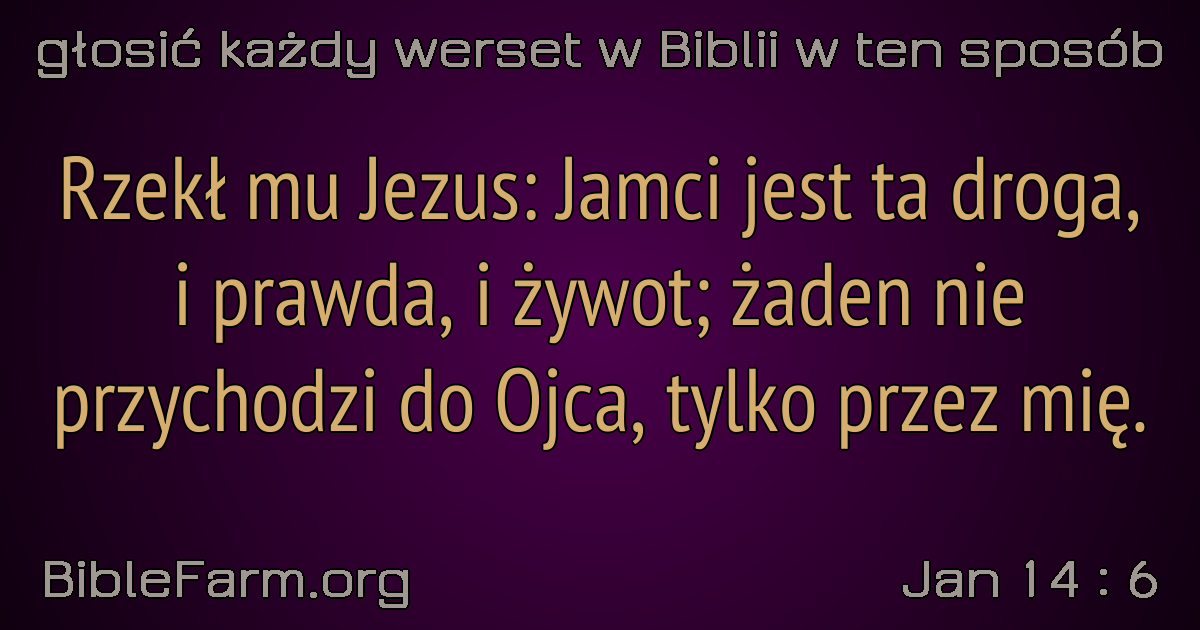 głosić każdy werset w Biblii w ten sposób
Rzekł mu Jezus: Jamci jest ta droga,
i prawda, i żywot; żaden nie
przychodzi do Ojca, tylko przez mię.
BibleFarm.org
Jan 14 : 6